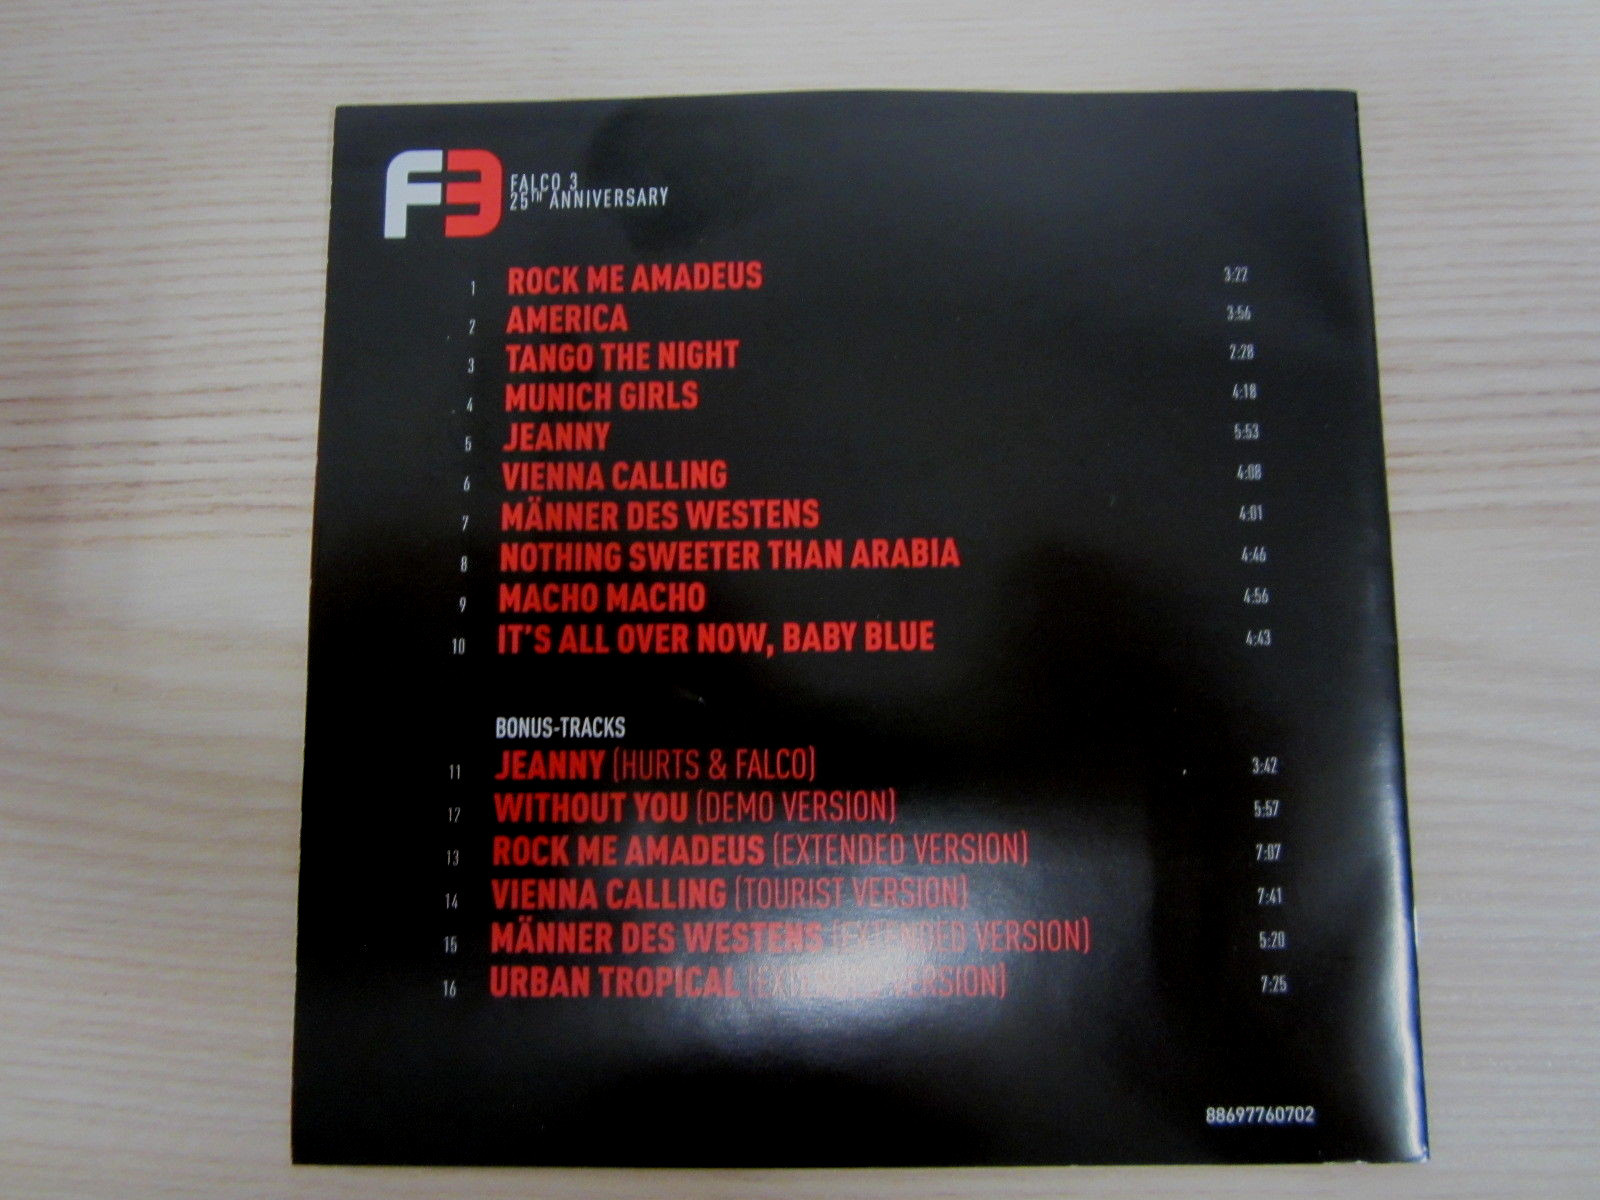 F3 FALCO 3
25TH ANNIVERSARY
1 ROCK ME AMADEUS 3:22
2 AMERICA 3:56
3 TANGO THE NIGHT 2:28
4 MUNICH GIRLS 4:18
5 JEANNY 5:53
6 VIENNA CALLING 4:08
7 MÄNNER DES WESTENS 4:01
8 NOTHING SWEETER THAN ARABIA 4:46
9 MACHO MACHO 4:56
10 IT'S ALL OVER NOW, BABY BLUE 4:43
BONUS-TRACKS
11 JEANNY (HURTS & FALCO) 3:42
12 WITHOUT YOU (DEMO VERSION) 5:57
13 ROCK ME AMADEUS (EXTENDED VERSION) 7:07
14 VIENNA CALLING (TOURIST VERSION) 7:41
15 MÄNNER DES WESTENS (EXTENDED VERSION) 5:20
16 URBAN TROPICAL (EXTENDED VERSION) 7:25
88697760702